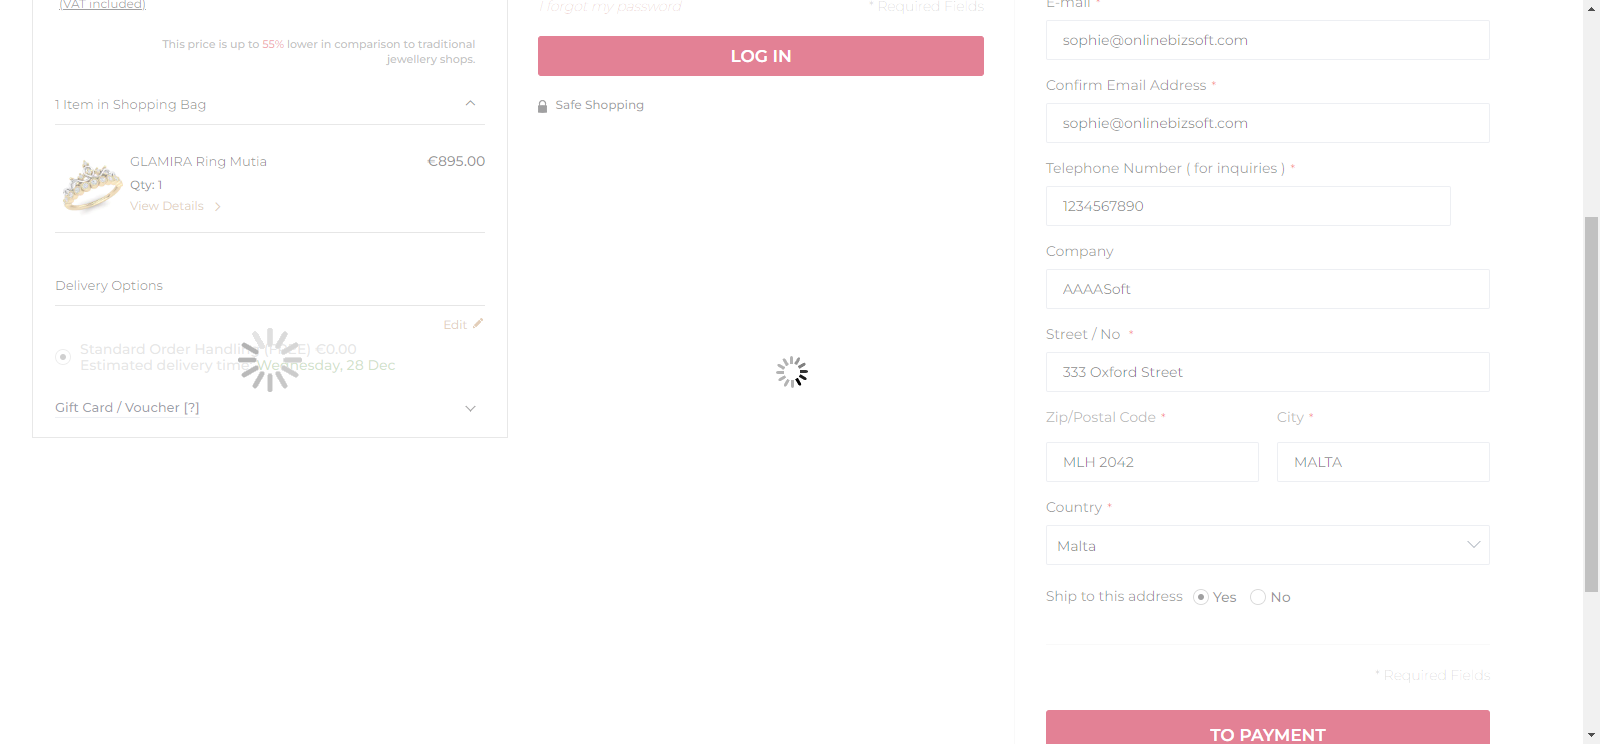 (VAT included)
This price is up to 55% lower in comparison to traditional
jewellery shops.
1 Item in Shopping Bag
GLAMIRA Ring Mutia
€895.00
Qty: 1
View Details
Delivery Options
Edit
Standard Order Handling (FREE) €0.00
Estimated delivery time: Wednesday, 28 Dec
Gift Card / Voucher [?]
I forgot my password
* Required Fields
LOG IN
Safe Shopping
E-mail *
sophie@onlinebizsoft.com
Confirm Email Address *
sophie@onlinebizsoft.com
Telephone Number ( for inquiries ) *
1234567890
Company
AAAASoft
Street / No *
333 Oxford Street
Zip/Postal Code * City *
MLH 2042 MALTA
Country *
Malta
Ship to this address Yes No
* Required Fields
TO PAYMENT